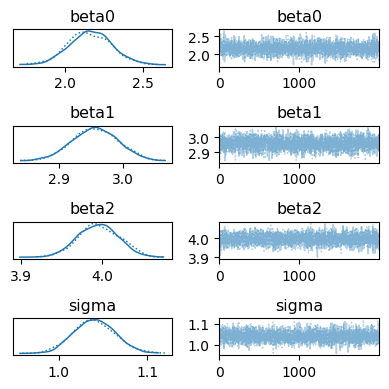 beta0 beta0
2.5
2.0
2.0 2.5 0 1000
beta1 beta1
3.0
2.9
2.9 3.0 0 1000
beta2 beta2
4.0
3.9
3.9 4.0 0 1000
sigma sigma
1.1
1.0
1.0 1.1 0 1000